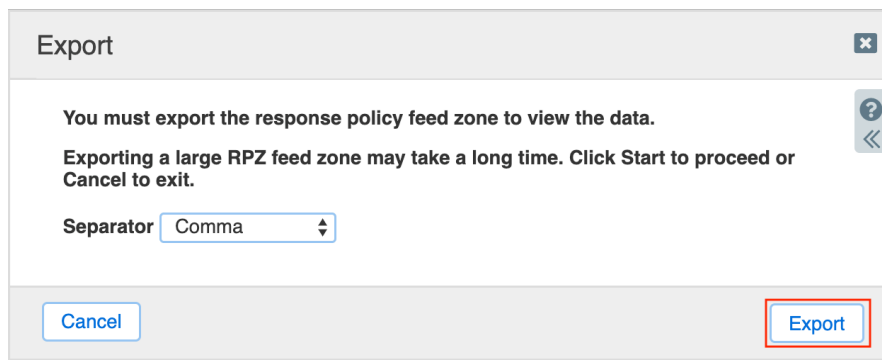 Export
You must export the response policy feed zone to view the data.
Exporting a large RPZ feed zone may take a long time. Click Start to proceed or
Cancel to exit.
Separator Comma
Cancel
Export